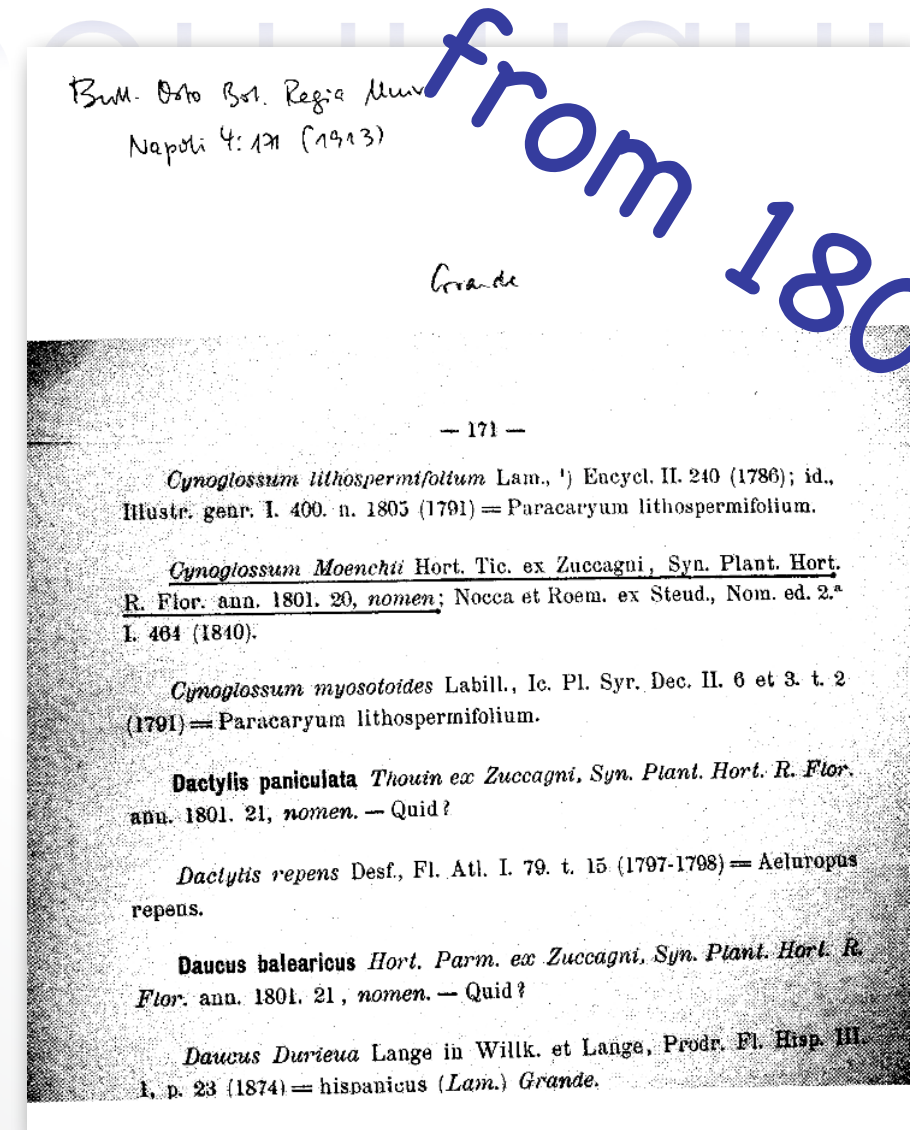 from 180
Bull. Orto Bot. Regia Univ
Napoli 4: 171 (1913)
Grande
— 171 —
Cynoglossum lithospermifolium Lam., ¹) Encycl. II. 240 (1786); id.,
Illustr. genr. I. 400. n. 1805 (1791) = Paracaryum lithospermifolium.
Cynoglossum Moenchii Hort. Tic. ex Zuccagni, Syn. Plant. Hort.
R. Flor. ann. 1801. 20, nomen; Nocca et Roem. ex Steud., Nom. ed. 2.ª
I. 464 (1840).
Cynoglossum myosotoides Labill., Ic. Pl. Syr. Dec. II. 6 et 3. t. 2
(1791) = Paracaryum lithospermifolium.
Dactylis paniculata Thouin ex Zuccagni, Syn. Plant. Hort. R. Flor.
ann. 1801. 21, nomen. — Quid?
Dactylis repens Desf., Fl. Atl. I. 79. t. 15 (1797-1798) = Aeluropus
repens.
Daucus balearicus Hort. Parm. ex Zuccagni, Syn. Plant. Hort. R.
Flor. ann. 1801. 21, nomen. — Quid?
Daucus Durieua Lange in Willk. et Lange, Prodr. Fl. Hisp. III.
I, p. 23 (1874) = hispanicus (Lam.) Grande.